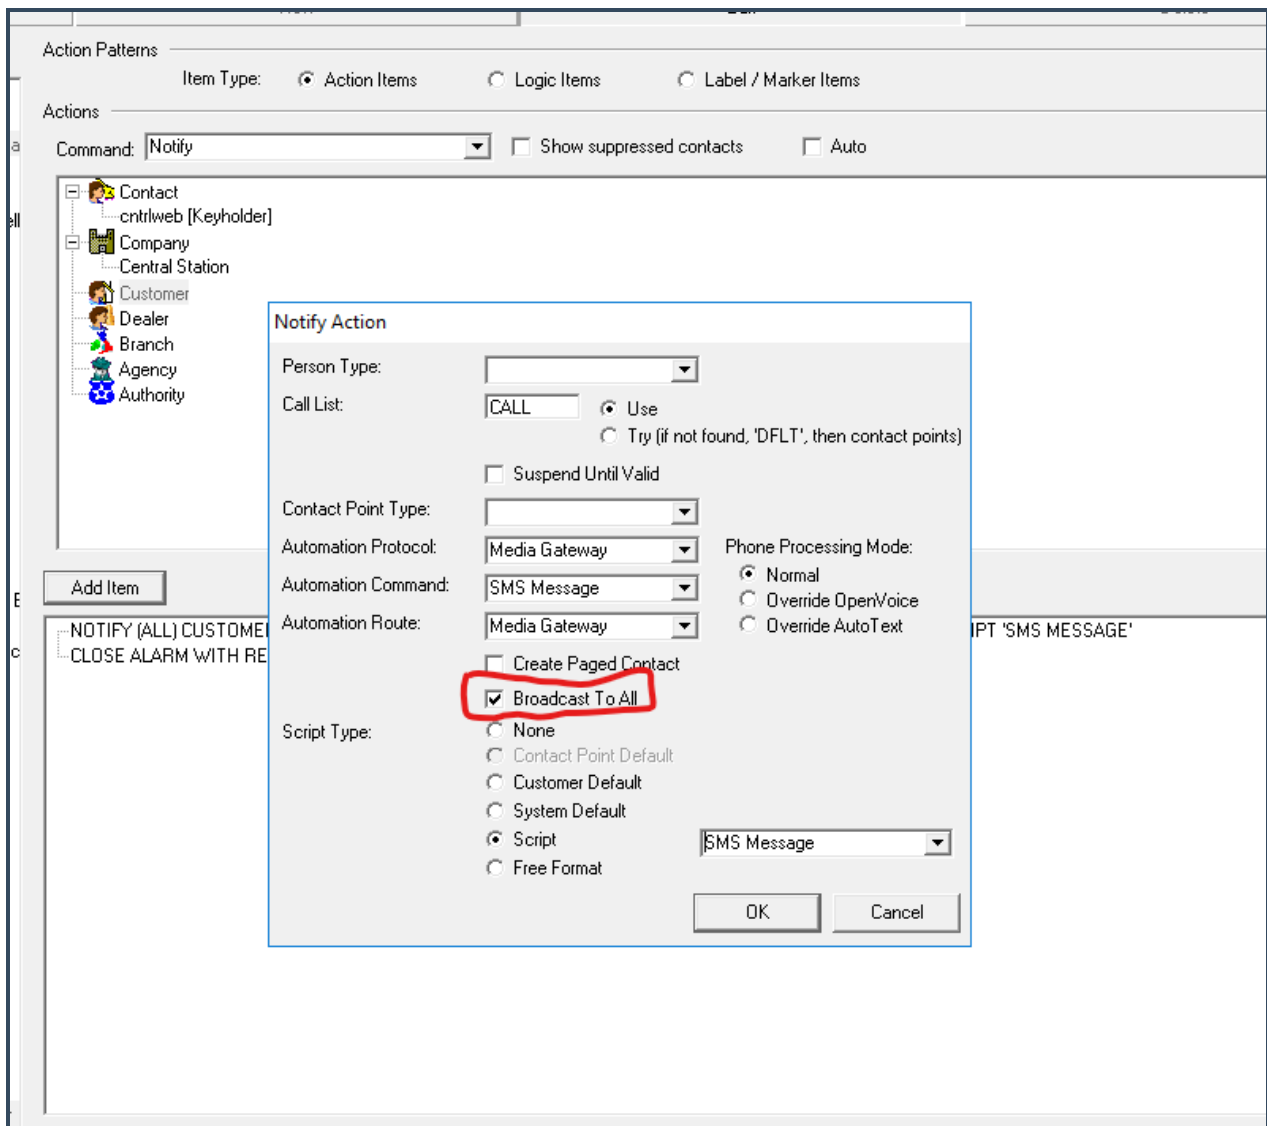 Action Patterns
Item Type: Action Items Logic Items Label / Marker Items
Actions
Command: Notify Show suppressed contacts Auto
Contact
cntrlweb [Keyholder]
Company
Central Station
Customer
Dealer
Branch
Agency
Authority
Notify Action
Person Type:
Call List: CALL Use
Try (if not found, 'DFLT', then contact points)
Suspend Until Valid
Contact Point Type:
Automation Protocol: Media Gateway Phone Processing Mode:
Normal
Automation Command: SMS Message
Override OpenVoice
Automation Route: Media Gateway Override AutoText
Create Paged Contact
Broadcast To All
Script Type: None
Contact Point Default
Customer Default
System Default
Script SMS Message
Free Format
OK Cancel
Add Item
NOTIFY (ALL) CUSTOME IPT 'SMS MESSAGE'
CLOSE ALARM WITH RE